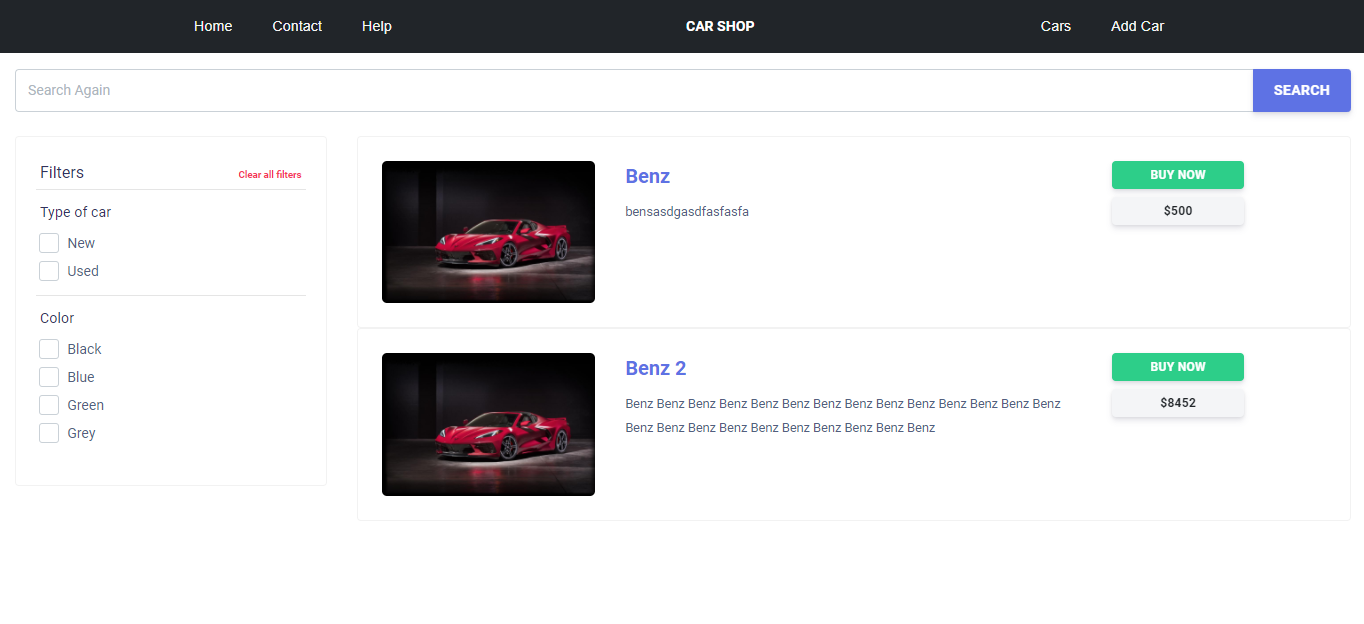 Home Contact Help CAR SHOP Cars Add Car
Search Again SEARCH
Filters Clear all filters
Type of car
New
Used
Color
Black
Blue
Green
Grey
Benz
bensasdgasdfasfasfa
BUY NOW
$500
Benz 2
Benz Benz Benz Benz Benz Benz Benz Benz Benz Benz Benz Benz Benz Benz
Benz Benz Benz Benz Benz Benz Benz Benz Benz Benz
BUY NOW
$8452